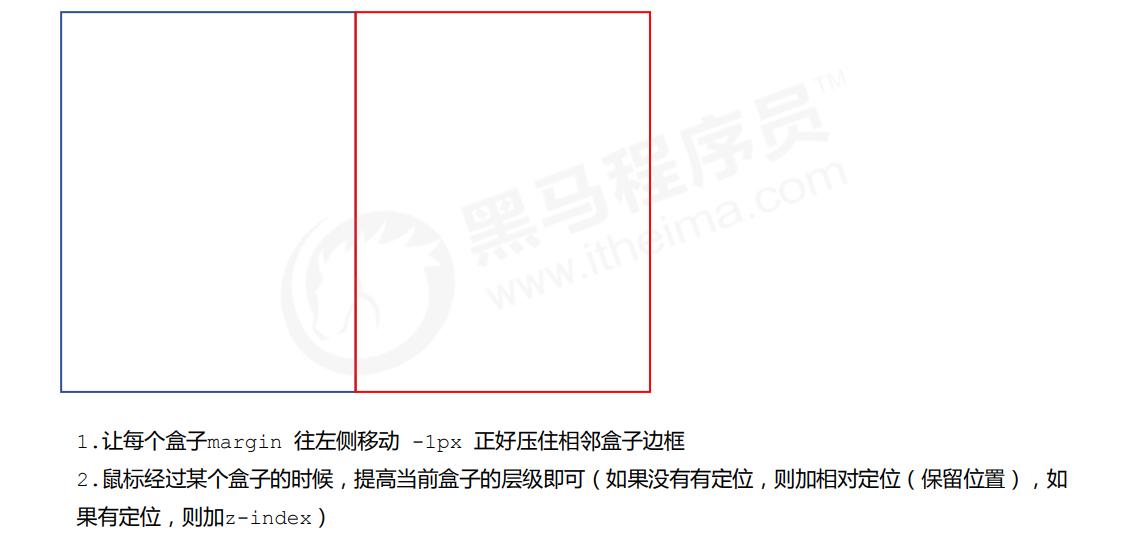 黑马程序员™
www.itheima.com
1.让每个盒子margin 往左侧移动 -1px 正好压住相邻盒子边框
2.鼠标经过某个盒子的时候，提高当前盒子的层级即可（如果没有有定位，则加相对定位（保留位置），如
果有定位，则加z-index）